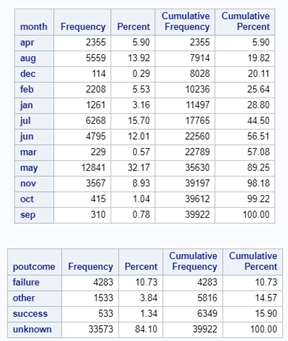 Cumulative Cumulative
month Frequency Percent Frequency Percent
apr 2355 5.90 2355 5.90
aug 5559 13.92 7914 19.82
dec 114 0.29 8028 20.11
feb 2208 5.53 10236 25.64
jan 1261 3.16 11497 28.80
jul 6268 15.70 17765 44.50
jun 4795 12.01 22560 56.51
mar 229 0.57 22789 57.08
may 12841 32.17 35630 89.25
nov 3567 8.93 39197 98.18
oct 415 1.04 39612 99.22
sep 310 0.78 39922 100.00
Cumulative Cumulative
poutcome Frequency Percent Frequency Percent
failure 4283 10.73 4283 10.73
other 1533 3.84 5816 14.57
success 533 1.34 6349 15.90
unknown 33573 84.10 39922 100.00